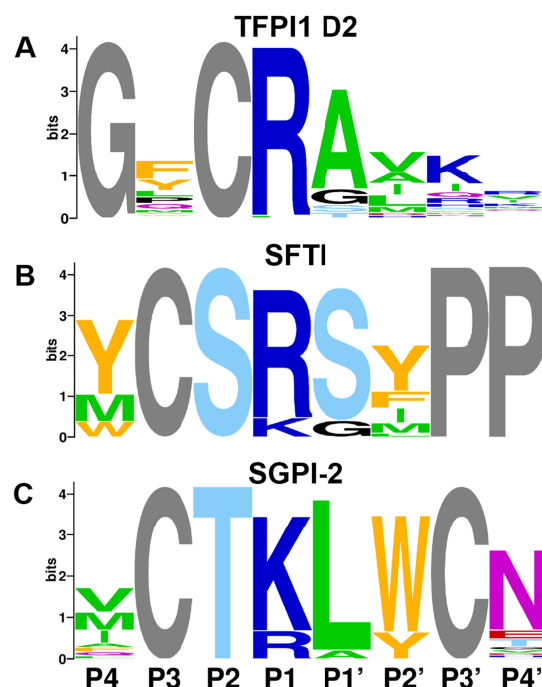 TFPI1 D2
A
bits
4
3
2
1
0
G C R A
SFTI
B
bits
4
3
2
1
0
Y M W C S R K S G Y F I M P P
SGPI-2
C
bits
4
3
2
1
0
V M I C T K R L A W Y C N
P4 P3 P2 P1 P1’ P2’ P3’ P4’